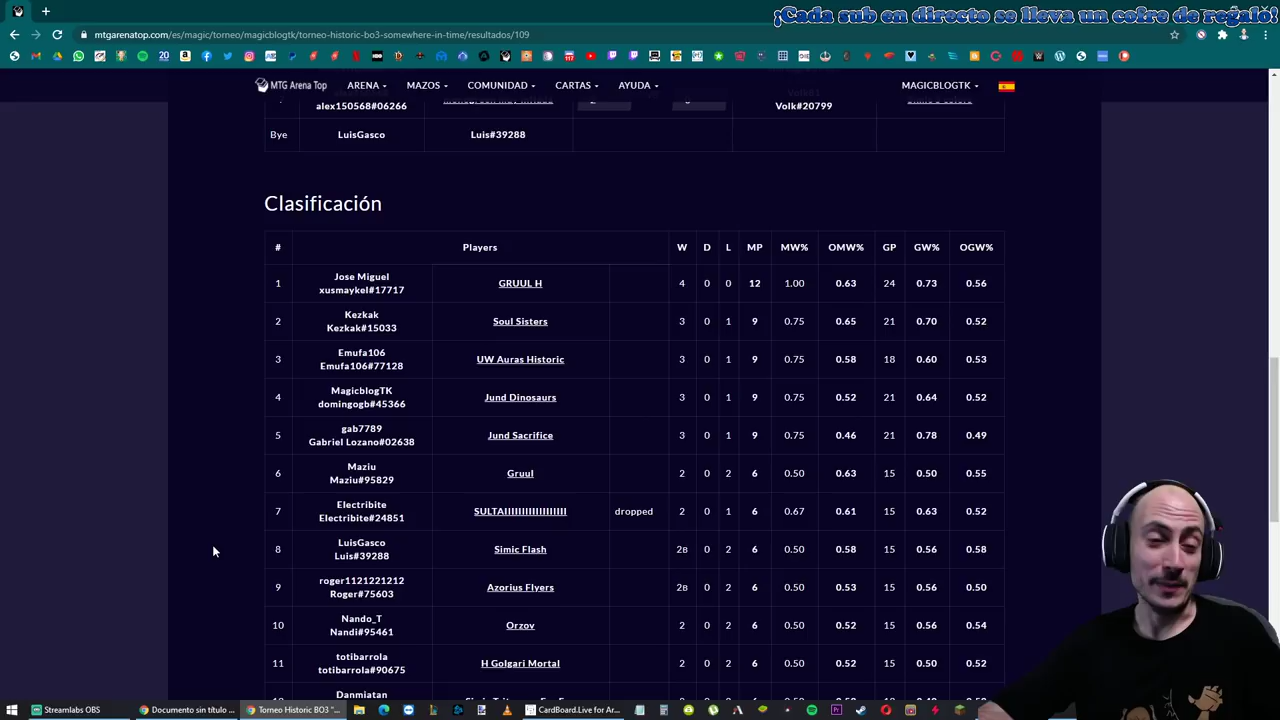 ¡Cada sub en directo se lleva un cofre de regalo!
mtgarenatop.com/es/magic/torneo/magicblogtk/torneo-historic-bo3-somewhere-in-time/resultados/109
MTG Arena Top ARENA MAZOS COMUNIDAD CARTAS AYUDA MAGICBLOGTK
alex150568#06266 Volk#20799
Bye LuisGasco Luis#39288
Clasificación
# Players W D L MP MW% OMW% GP GW% OGW%
1 Jose Miguel xusmaykel#17717 GRUUL H 4 0 0 12 1.00 0.63 24 0.73 0.56
2 Kezkak Kezkak#15033 Soul Sisters 3 0 1 9 0.75 0.65 21 0.70 0.52
3 Emufa106 Emufa106#77128 UW Auras Historic 3 0 1 9 0.75 0.58 18 0.60 0.53
4 MagicblogTK domingogb#45366 Jund Dinosaurs 3 0 1 9 0.75 0.52 21 0.64 0.52
5 gab7789 Gabriel Lozano#02638 Jund Sacrifice 3 0 1 9 0.75 0.46 21 0.78 0.49
6 Maziu Maziu#95829 Gruul 2 0 2 6 0.50 0.63 15 0.50 0.55
7 Electribite Electribite#24851 SULTAIIIIIIIIIIIIIIIIII dropped 2 0 1 6 0.67 0.61 15 0.63 0.52
8 LuisGasco Luis#39288 Simic Flash 2B 0 2 6 0.50 0.58 15 0.56 0.58
9 roger1121221212 Roger#75603 Azorius Flyers 2B 0 2 6 0.50 0.53 15 0.56 0.50
10 Nando_T Nandi#95461 Orzov 2 0 2 6 0.50 0.52 15 0.56 0.54
11 totibarrola totibarrola#90675 H Golgari Mortal 2 0 2 6 0.50 0.52 15 0.50 0.52
Danmiatan
Streamlabs OBS Documento sin título ... Torneo Historic BO3 "... CardBoard.Live for Ar...